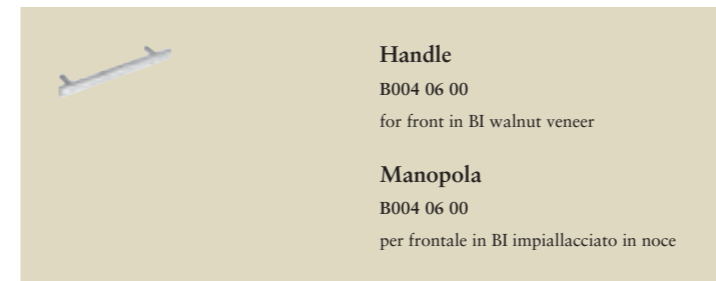 Handle
B004 06 00
for front in BI walnut veneer
Manopola
B004 06 00
per frontale in BI impiallacciato in noce